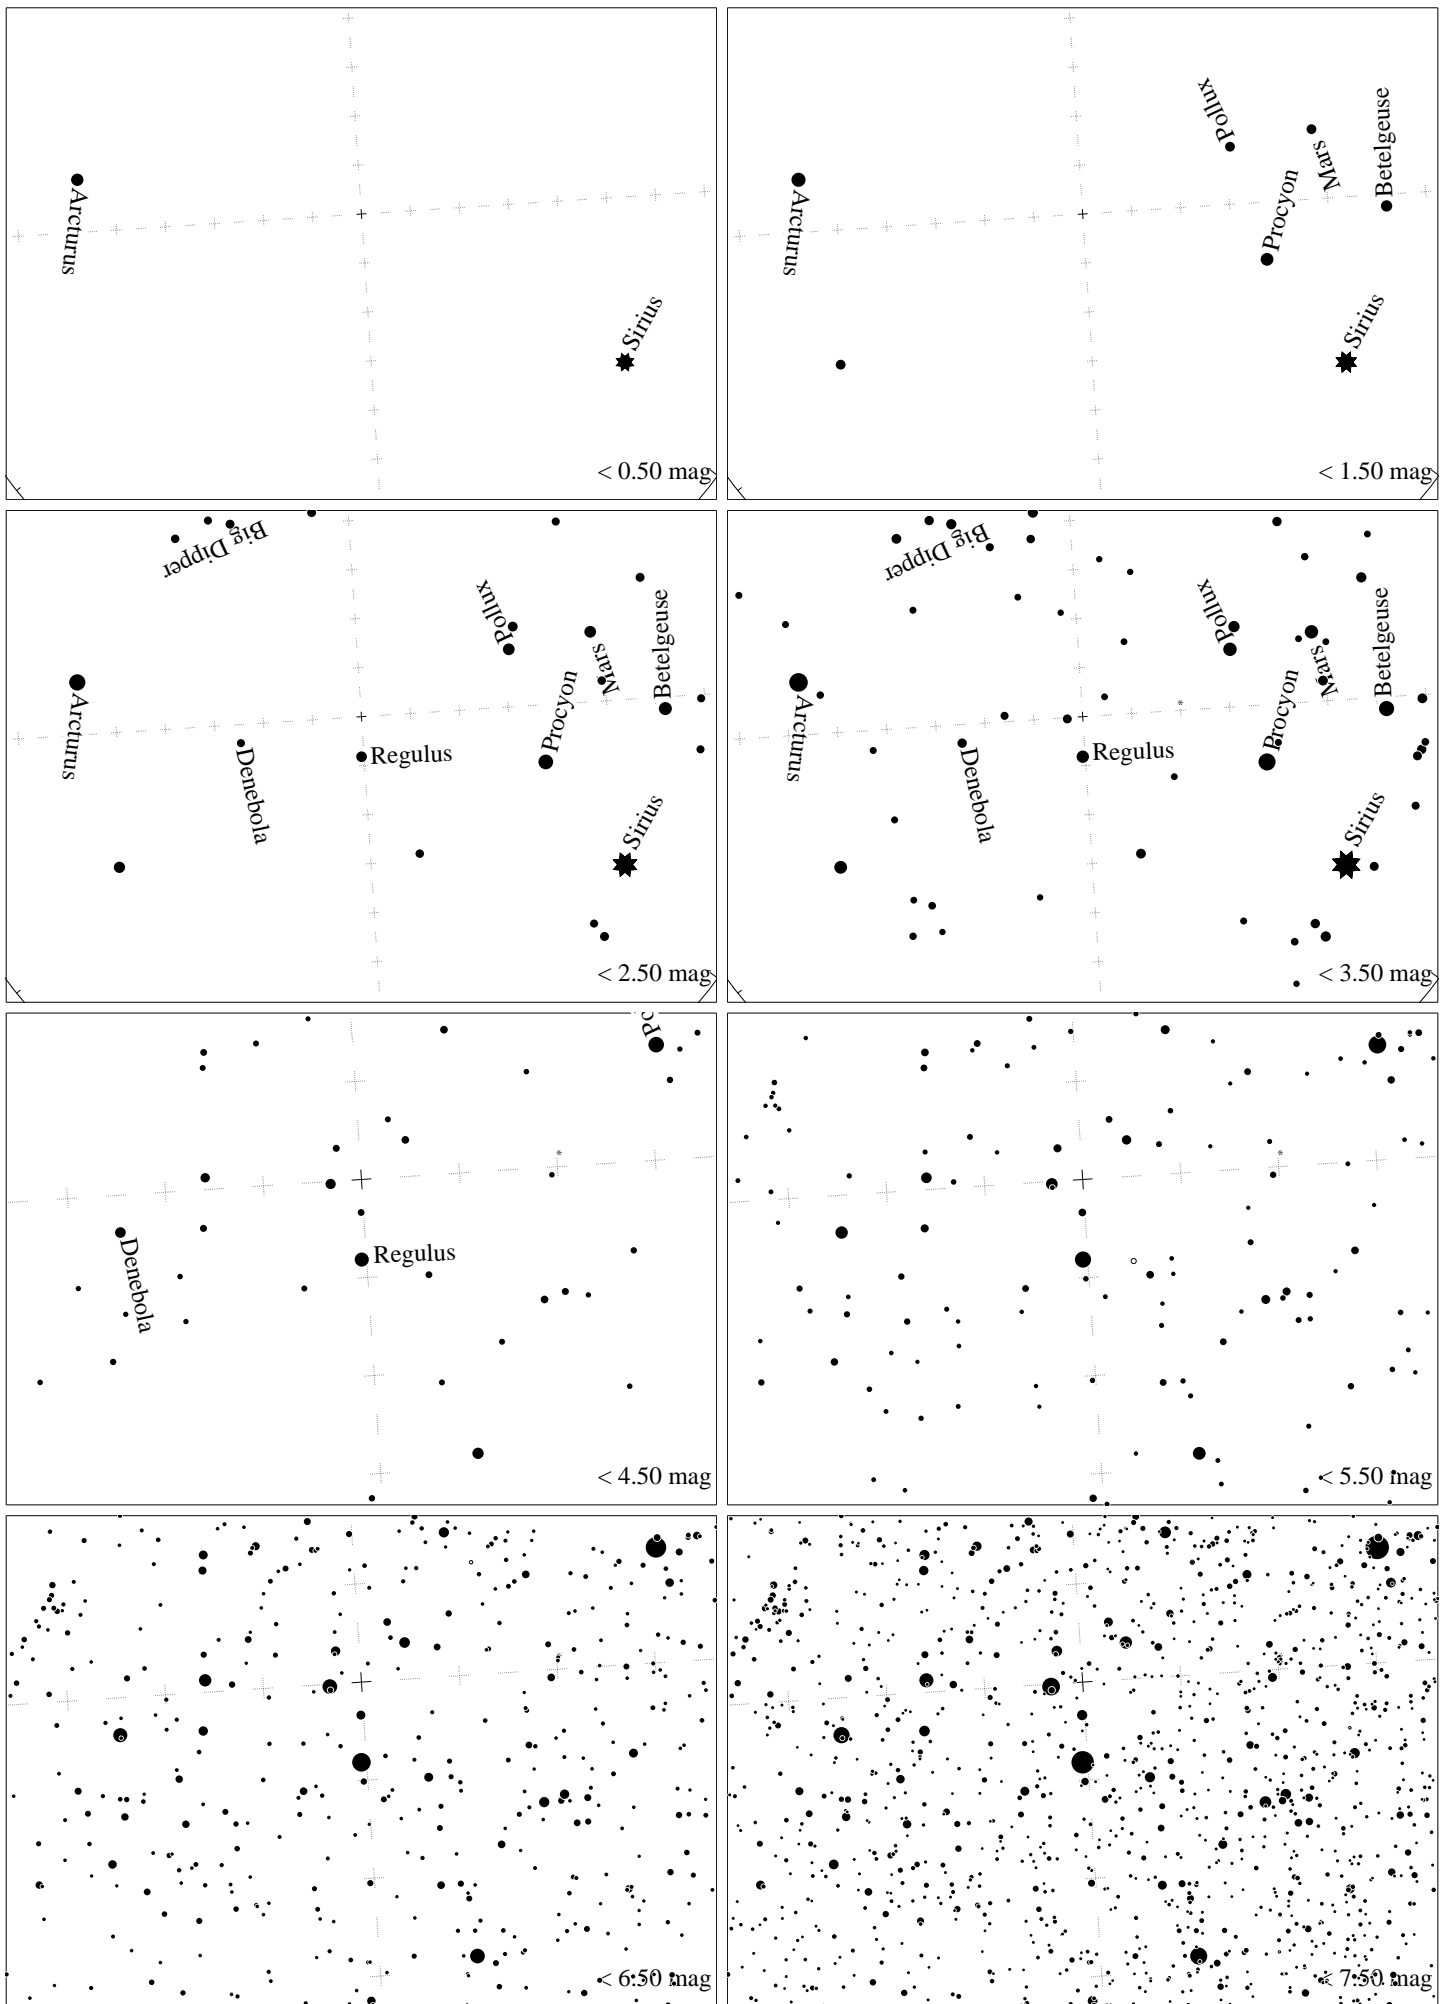 Arcturus
Sirius
< 0.50 mag
Pollux
Mars
Betelgeuse
Arcturus
Procyon
Sirius
< 1.50 mag
Big Dipper
Pollux
Mars
Betelgeuse
Arcturus
Procyon
Regulus
Denebola
Sirius
< 2.50 mag
Big Dipper
Pollux
Mars
Betelgeuse
Arcturus
Procyon
Regulus
Denebola
Sirius
< 3.50 mag
Po
Denebola
Regulus
< 4.50 mag
< 5.50 mag
< 6.50 mag
< 7.50 mag